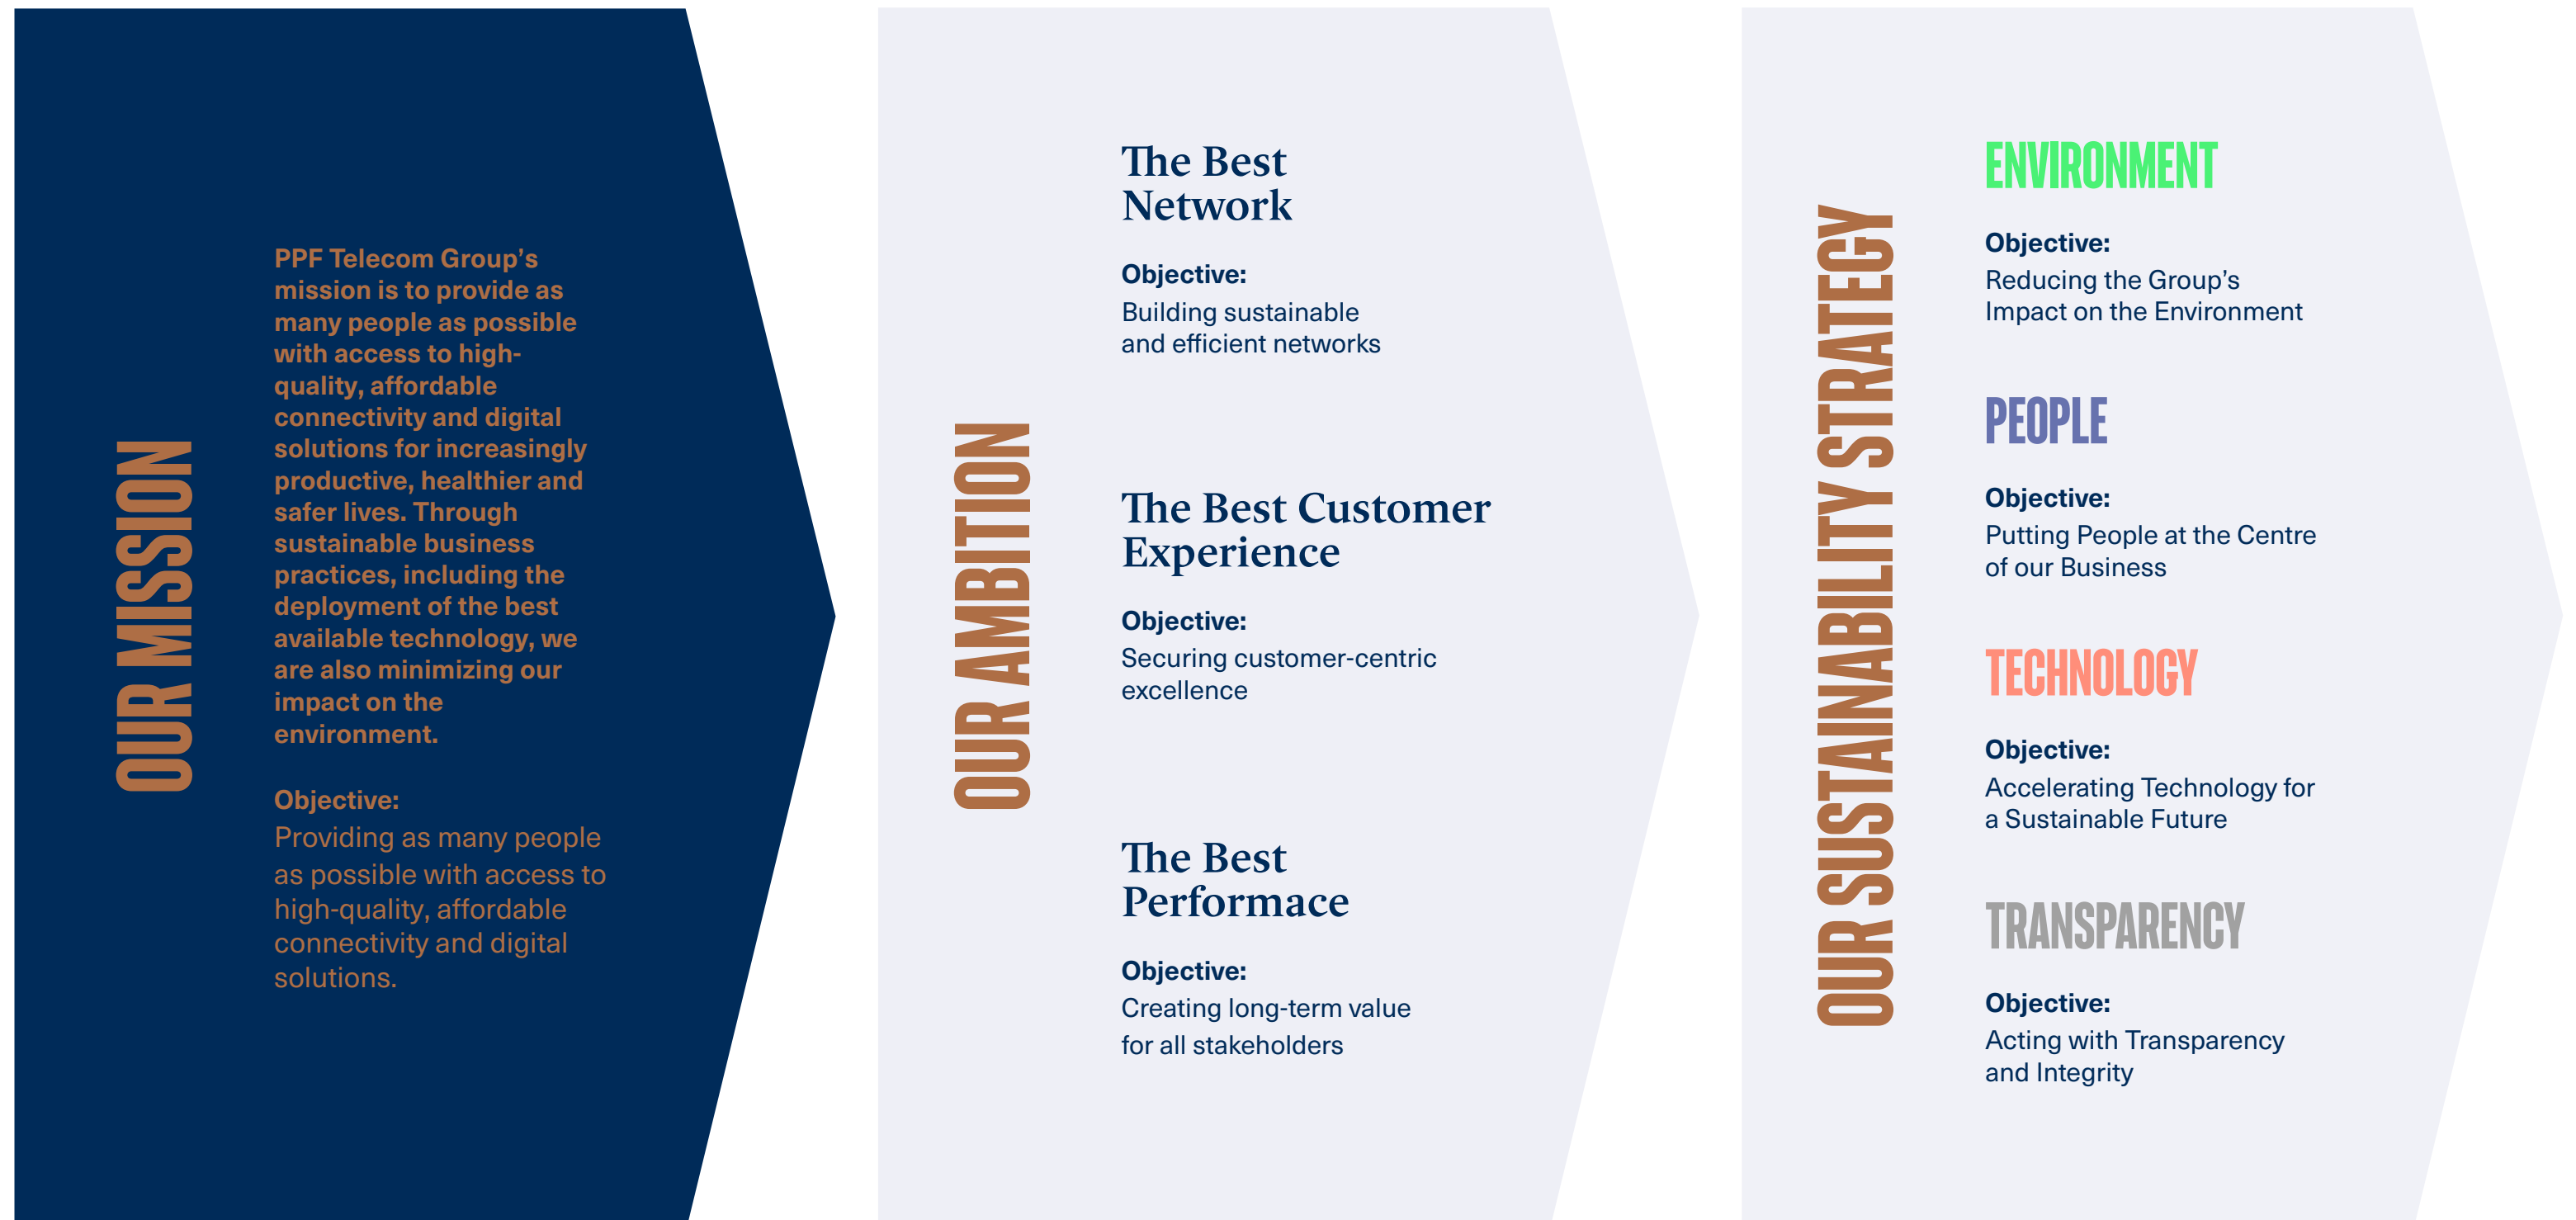 OUR MISSION
PPF Telecom Group’s
mission is to provide as
many people as possible
with access to high-
quality, affordable
connectivity and digital
solutions for increasingly
productive, healthier and
safer lives. Through
sustainable business
practices, including the
deployment of the best
available technology, we
are also minimizing our
impact on the
environment.
Objective:
Providing as many people
as possible with access to
high-quality, affordable
connectivity and digital
solutions.
OUR AMBITION
The Best
Network
Objective:
Building sustainable
and efficient networks
The Best Customer
Experience
Objective:
Securing customer-centric
excellence
The Best
Performace
Objective:
Creating long-term value
for all stakeholders
OUR SUSTAINABILITY STRATEGY
ENVIRONMENT
Objective:
Reducing the Group’s
Impact on the Environment
PEOPLE
Objective:
Putting People at the Centre
of our Business
TECHNOLOGY
Objective:
Accelerating Technology for
a Sustainable Future
TRANSPARENCY
Objective:
Acting with Transparency
and Integrity